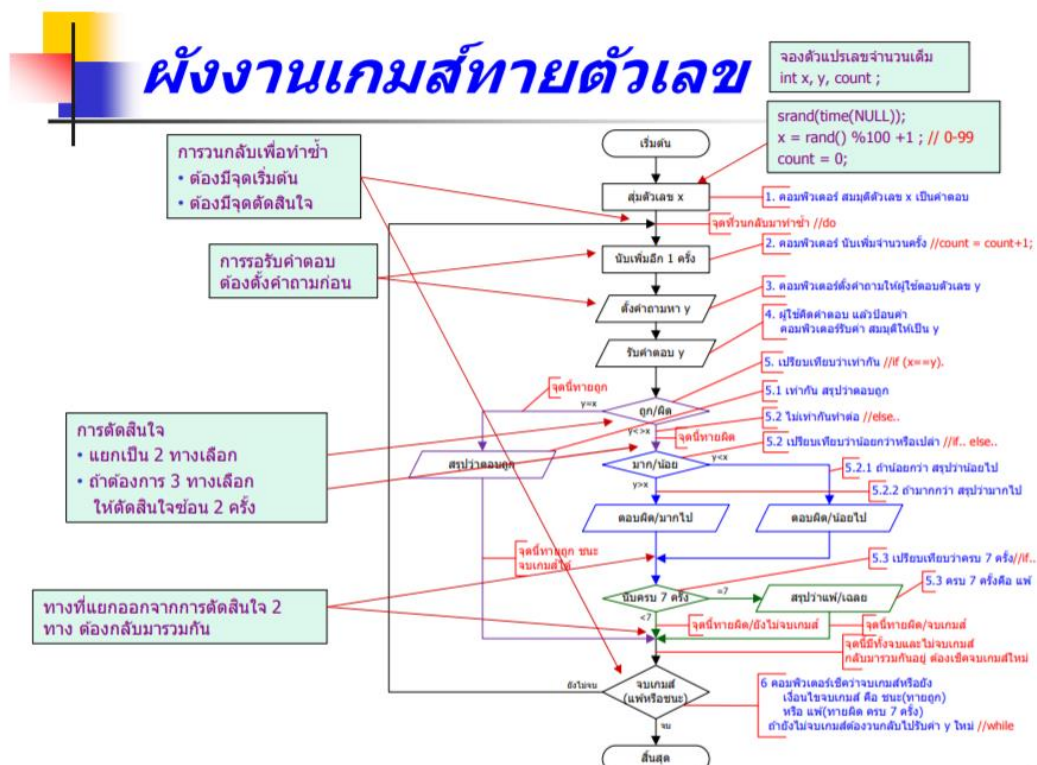 ผังงานเกมส์ทายตัวเลข
จองตัวแปรเลขจำนวนเต็ม
int x, y, count ;
srand(time(NULL));
x = rand() %100 +1 ; // 0-99
count = 0;
การวนกลับเพื่อทำซ้ำ
• ต้องมีจุดเริ่มต้น
• ต้องมีจุดตัดสินใจ
เริ่มต้น
สุ่มตัวเลข x
1. คอมพิวเตอร์ สมมุติตัวเลข x เป็นคำตอบ
จุดที่วนกลับมาทำซ้ำ //do
การรอรับคำตอบ
ต้องตั้งคำถามก่อน
นับเพิ่มอีก 1 ครั้ง
2. คอมพิวเตอร์ นับเพิ่มจำนวนครั้ง //count = count+1;
ตั้งคำถามหา y
3. คอมพิวเตอร์ตั้งคำถามให้ผู้ใช้ตอบตัวเลข y
รับคำตอบ y
4. ผู้ใช้คิดคำตอบ แล้วป้อนค่า
คอมพิวเตอร์รับค่า สมมุติให้เป็น y
5. เปรียบเทียบว่าเท่ากัน //if (x==y).
จุดนี้ทายถูก
5.1 เท่ากัน สรุปว่าตอบถูก
y=x
ถูก/ผิด
5.2 ไม่เท่ากันทำต่อ //else..
y<>x
จุดนี้ทายผิด
5.2 เปรียบเทียบว่าน้อยกว่าหรือเปล่า //if.. else..
การตัดสินใจ
• แยกเป็น 2 ทางเลือก
• ถ้าต้องการ 3 ทางเลือก
ให้ตัดสินใจซ้อน 2 ครั้ง
สรุปว่าตอบถูก
มาก/น้อย
y<x
y>x
5.2.1 ถ้าน้อยกว่า สรุปว่าน้อยไป
5.2.2 ถ้ามากกว่า สรุปว่ามากไป
ตอบผิด/มากไป
ตอบผิด/น้อยไป
จุดนี้ทายถูก ชนะ
จบเกมส์ได้
5.3 เปรียบเทียบว่าครบ 7 ครั้ง//if..
ทางที่แยกออกจากการตัดสินใจ 2
ทาง ต้องกลับมารวมกัน
นับครบ 7 ครั้ง
=7
สรุปว่าแพ้/เฉลย
5.3 ครบ 7 ครั้งคือ แพ้
<7
จุดนี้ทายผิด/ยังไม่จบเกมส์
จุดนี้ทายผิด/จบเกมส์
จุดนี้มีทั้งจบและไม่จบเกมส์
กลับมารวมกันอยู่ ต้องเช็คจบเกมส์ใหม่
ยังไม่จบ
จบเกมส์
(แพ้หรือชนะ)
6 คอมพิวเตอร์เช็คว่าจบเกมส์หรือยัง
เงื่อนไขจบเกมส์ คือ ชนะ(ทายถูก)
หรือ แพ้(ทายผิด ครบ 7 ครั้ง)
ถ้ายังไม่จบเกมส์ต้องวนกลับไปรับค่า y ใหม่ //while
จบ
สิ้นสุด